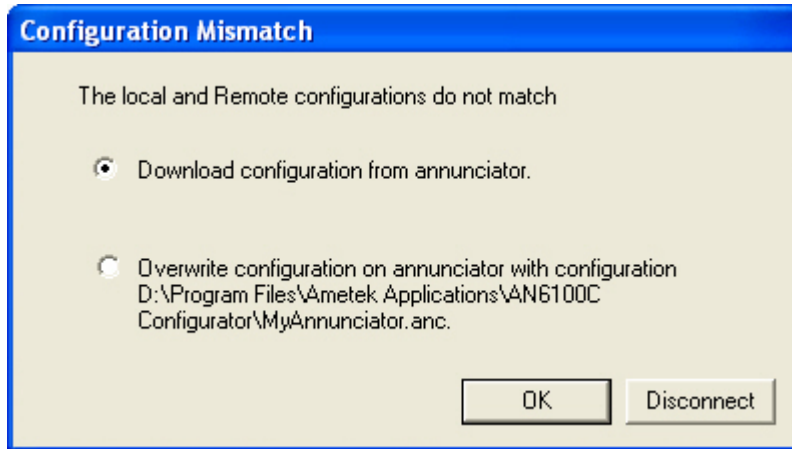 Configuration Mismatch
The local and Remote configurations do not match
Download configuration from annunciator.
Overwrite configuration on annunciator with configuration
D:\Program Files\Ametek Applications\AN6100C
Configurator\MyAnnunciator.anc.
OK
Disconnect